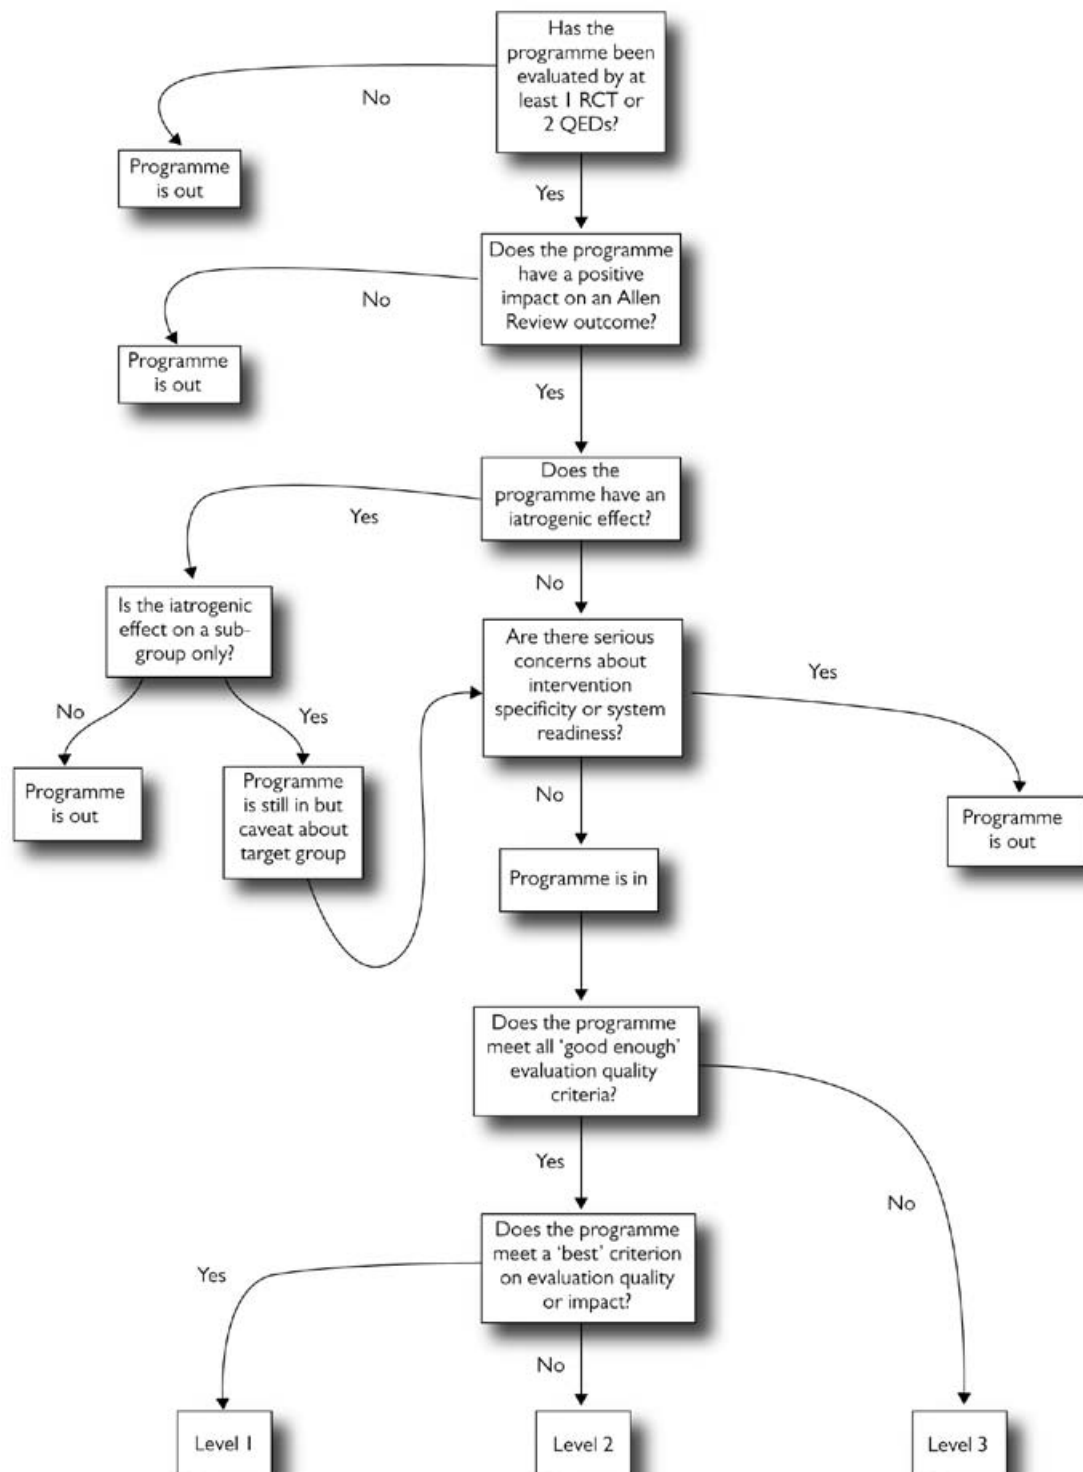 Has the
programme been
evaluated by at
least 1 RCT or
2 QEDs?
No
Programme
is out
Yes
Does the programme
have a positive
impact on an Allen
Review outcome?
No
Programme
is out
Yes
Does the
programme have an
iatrogenic effect?
Yes
No
Is the iatrogenic
effect on a sub-
group only?
Are there serious
concerns about
intervention
specificity or system
readiness?
Yes
No
Yes
Programme
is out
Programme
is still in but
caveat about
target group
No
Programme
is out
Programme is in
Does the programme
meet all ‘good enough’
evaluation quality
criteria?
Yes
No
Does the programme
meet a ‘best’ criterion
on evaluation quality
or impact?
Yes
No
Level 1
Level 2
Level 3